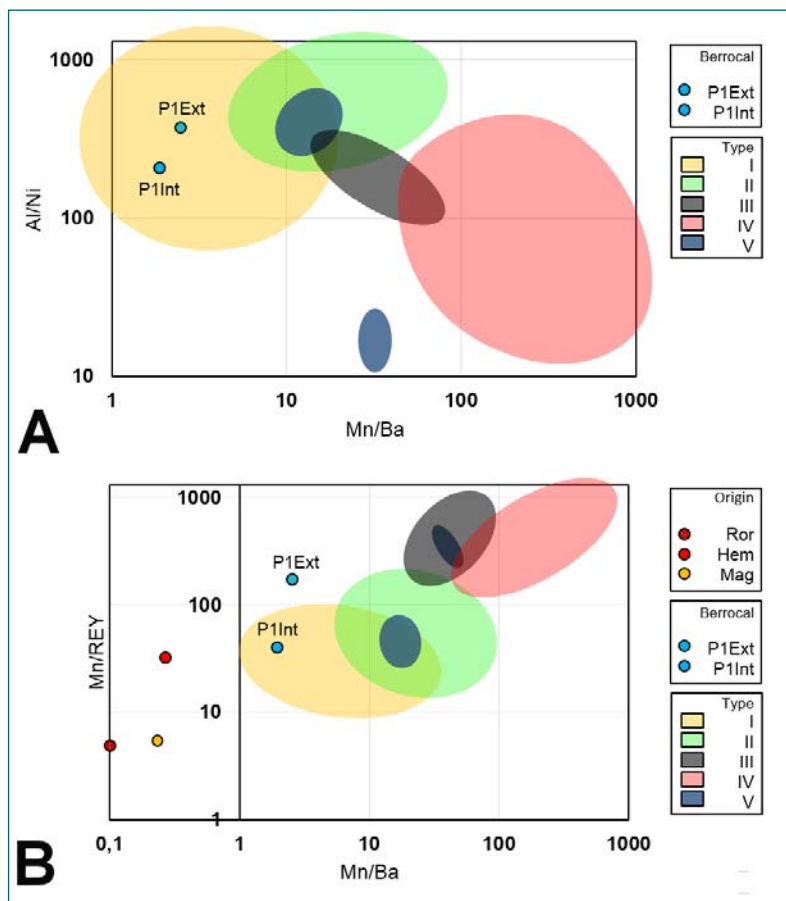 1000
100
10
Al/Ni
P1Ext
P1Int
1
10
100
1000
Mn/Ba
A
Berrocal
P1Ext
P1Int
Type
I
II
III
IV
V
1000
100
10
1
Mn/REY
P1Ext
P1Int
0,1
1
10
100
1000
Mn/Ba
B
Origin
Ror
Hem
Mag
Berrocal
P1Ext
P1Int
Type
I
II
III
IV
V